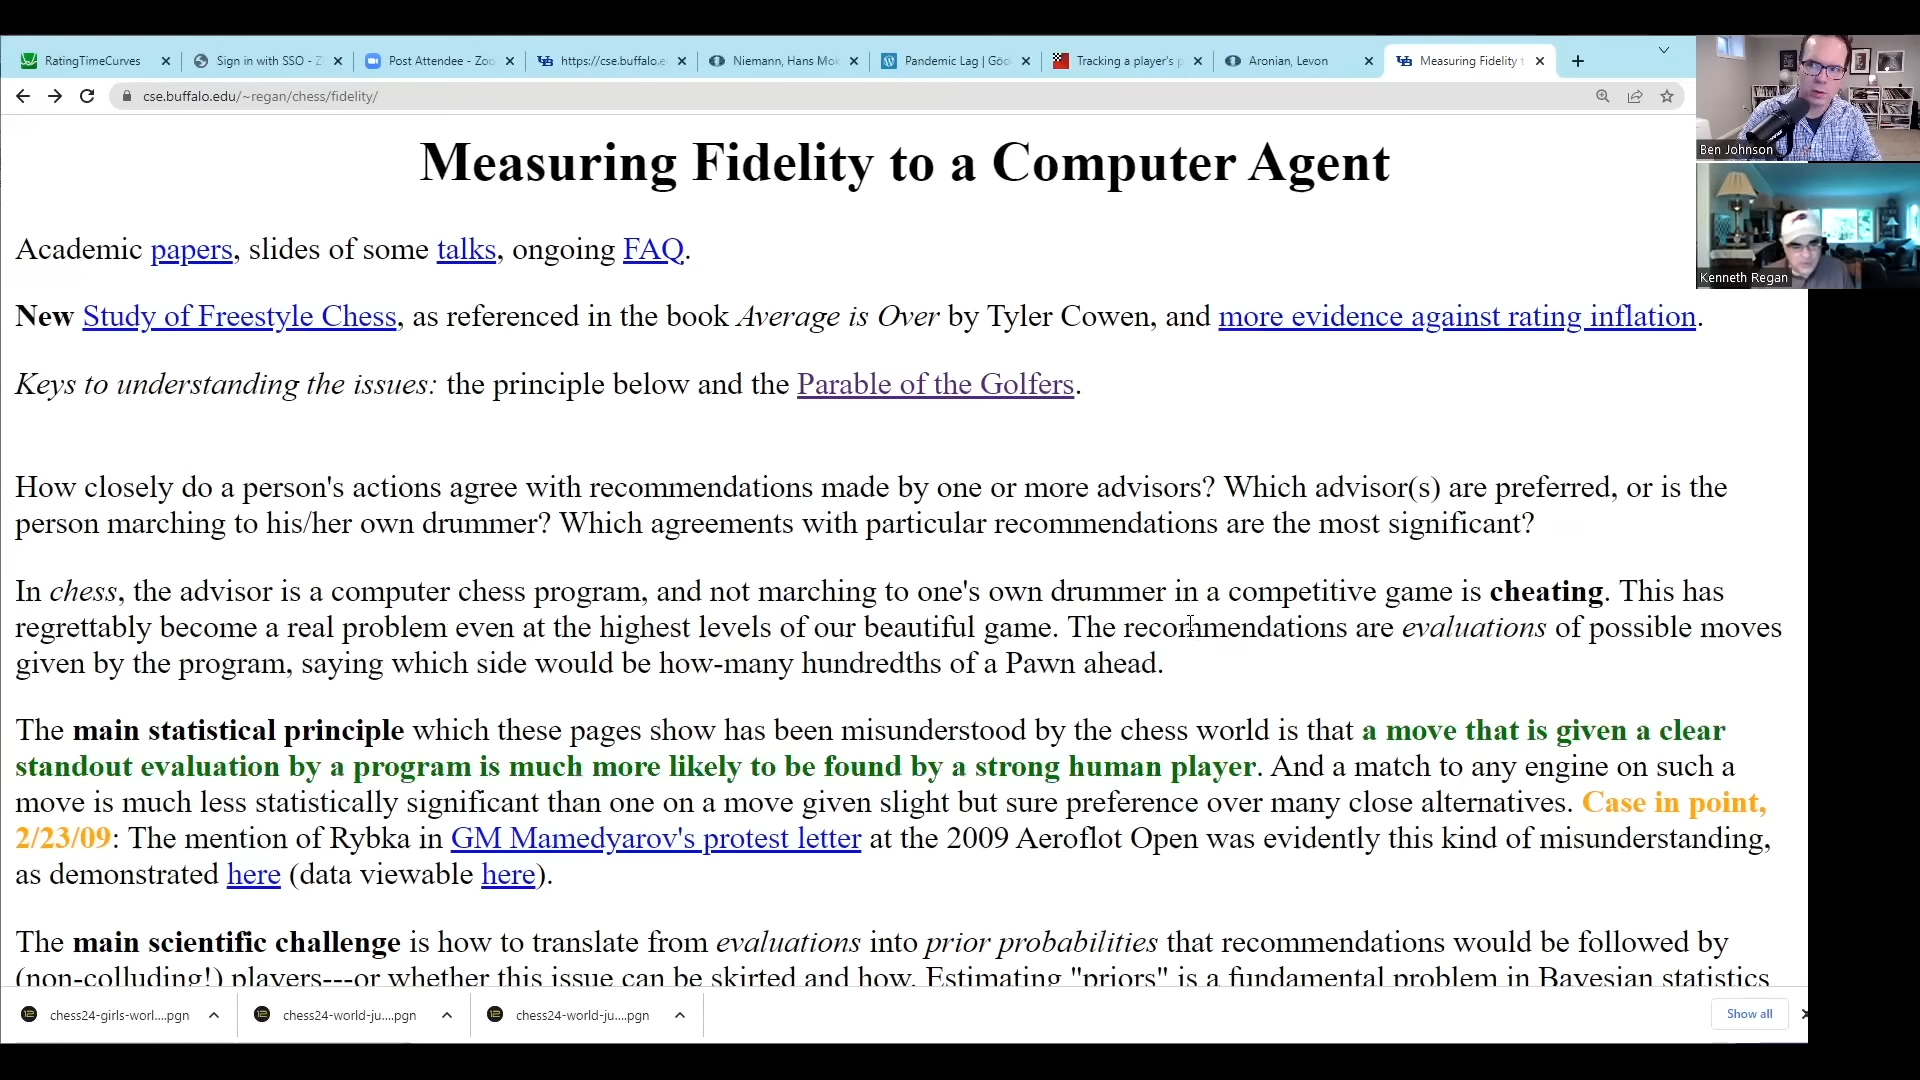 RatingTimeCurves
Sign in with SSO - Z
Post Attendee - Zoo
https://cse.buffalo.e
Niemann, Hans Mok
Pandemic Lag | Göd
Tracking a player's p
Aronian, Levon
Measuring Fidelity t
cse.buffalo.edu/~regan/chess/fidelity/
Ben Johnson
Kenneth Regan
Measuring Fidelity to a Computer Agent
Academic papers, slides of some talks, ongoing FAQ.
New Study of Freestyle Chess, as referenced in the book Average is Over by Tyler Cowen, and more evidence against rating inflation.
Keys to understanding the issues: the principle below and the Parable of the Golfers.
How closely do a person's actions agree with recommendations made by one or more advisors? Which advisor(s) are preferred, or is the
person marching to his/her own drummer? Which agreements with particular recommendations are the most significant?
In chess, the advisor is a computer chess program, and not marching to one's own drummer in a competitive game is cheating. This has
regrettably become a real problem even at the highest levels of our beautiful game. The recommendations are evaluations of possible moves
given by the program, saying which side would be how-many hundredths of a Pawn ahead.
The main statistical principle which these pages show has been misunderstood by the chess world is that a move that is given a clear
standout evaluation by a program is much more likely to be found by a strong human player. And a match to any engine on such a
move is much less statistically significant than one on a move given slight but sure preference over many close alternatives. Case in point,
2/23/09: The mention of Rybka in GM Mamedyarov's protest letter at the 2009 Aeroflot Open was evidently this kind of misunderstanding,
as demonstrated here (data viewable here).
The main scientific challenge is how to translate from evaluations into prior probabilities that recommendations would be followed by
(non-colluding!) players---or whether this issue can be skirted and how. Estimating "priors" is a fundamental problem in Bayesian statistics
chess24-girls-worl....pgn
chess24-world-ju....pgn
chess24-world-ju....pgn
Show all